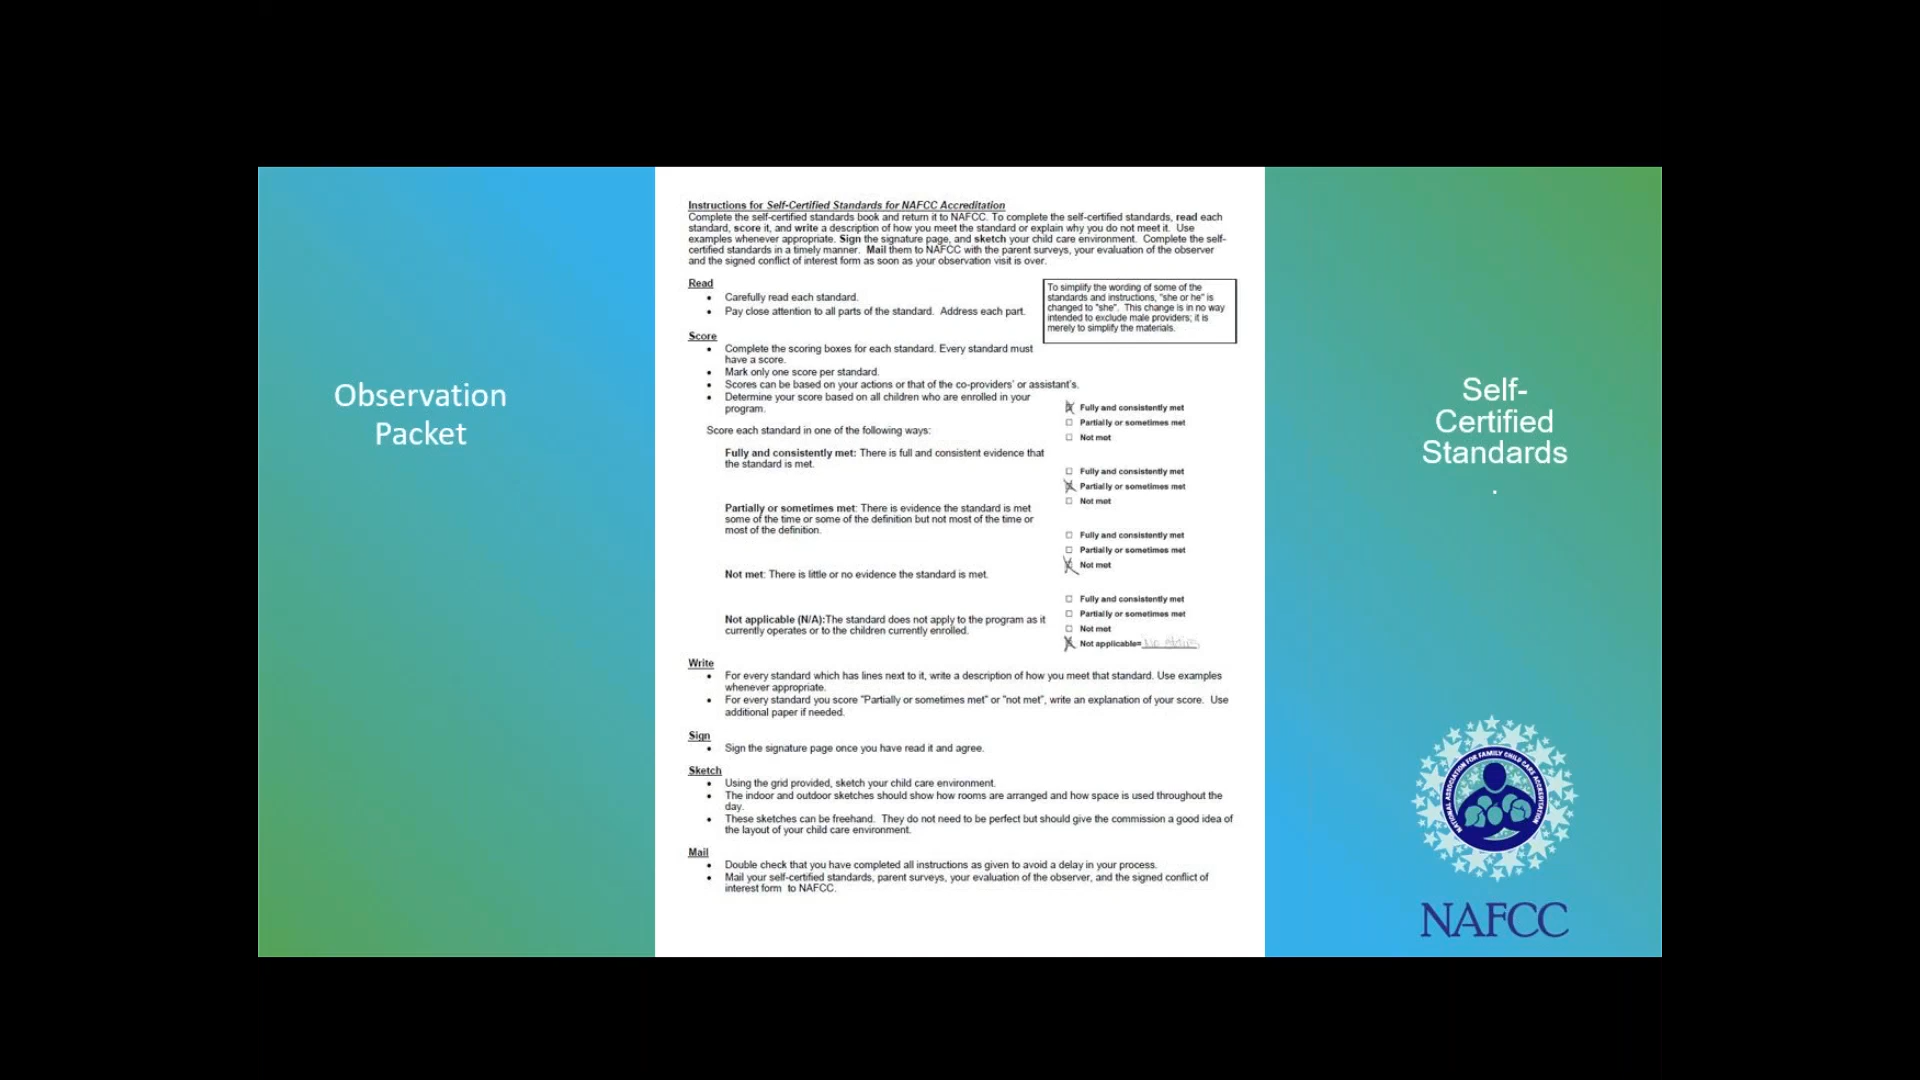 Observation
Packet
Instructions for Self-Certified Standards for NAFCC Accreditation
Complete the self-certified standards book and return it to NAFCC. To complete the self-certified standards, read each
standard, score it, and write a description of how you meet the standard or explain why you do not meet it. Use
examples whenever appropriate. Sign the signature page, and sketch your child care environment. Complete the self-
certified standards in a timely manner. Mail them to NAFCC with the parent surveys, your evaluation of the observer
and the signed conflict of interest form as soon as your observation visit is over.
Read
• Carefully read each standard.
• Pay close attention to all parts of the standard. Address each part.
To simplify the wording of some of the
standards and instructions, "she or he" is
changed to "she". This change is in no way
intended to exclude male providers; it is
merely to simplify the materials.
Score
• Complete the scoring boxes for each standard. Every standard must
have a score.
• Mark only one score per standard.
• Scores can be based on your actions or that of the co-providers' or assistant's.
• Determine your score based on all children who are enrolled in your
program.
Score each standard in one of the following ways:
Fully and consistently met: There is full and consistent evidence that
the standard is met.
Fully and consistently met
Partially or sometimes met
Not met
Partially or sometimes met: There is evidence the standard is met
some of the time or some of the definition but not most of the time or
most of the definition.
Fully and consistently met
Partially or sometimes met
Not met
Not met: There is little or no evidence the standard is met.
Fully and consistently met
Partially or sometimes met
Not met
Not applicable (N/A):The standard does not apply to the program as it
currently operates or to the children currently enrolled.
Fully and consistently met
Partially or sometimes met
Not met
Not applicable= No stairs
Write
• For every standard which has lines next to it, write a description of how you meet that standard. Use examples
whenever appropriate.
• For every standard you score "Partially or sometimes met" or "not met", write an explanation of your score. Use
additional paper if needed.
Sign
• Sign the signature page once you have read it and agree.
Sketch
• Using the grid provided, sketch your child care environment.
• The indoor and outdoor sketches should show how rooms are arranged and how space is used throughout the
day.
• These sketches can be freehand. They do not need to be perfect but should give the commission a good idea of
the layout of your child care environment.
Mail
• Double check that you have completed all instructions as given to avoid a delay in your process.
• Mail your self-certified standards, parent surveys, your evaluation of the observer, and the signed conflict of
interest form to NAFCC.
Self-
Certified
Standards
.
NATIONAL ASSOCIATION FOR FAMILY CHILD CARE ACCREDITATION
NAFCC